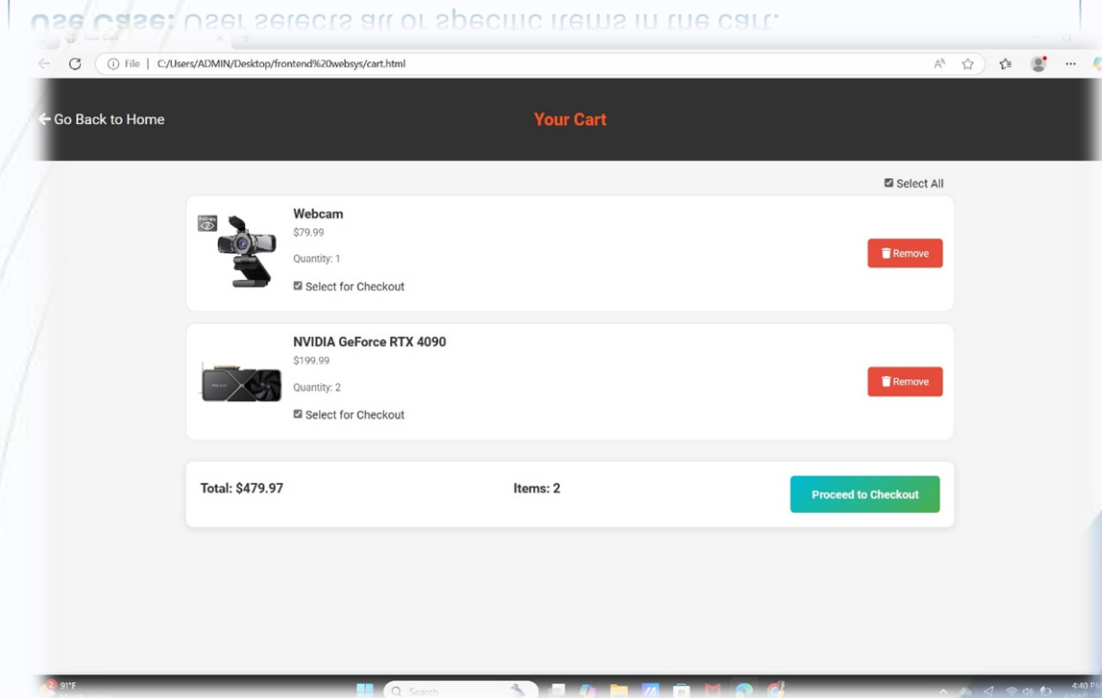 Use Case: User selects all or specific items in the cart.
Your Cart
File | C:/Users/ADMIN/Desktop/frontend%20websys/cart.html
Go Back to Home
Your Cart
Select All
Webcam
$79.99
Quantity: 1
Select for Checkout
Remove
NVIDIA GeForce RTX 4090
$199.99
Quantity: 2
Select for Checkout
Remove
Total: $479.97
Items: 2
Proceed to Checkout
2
91°F
Search
4:40 PM